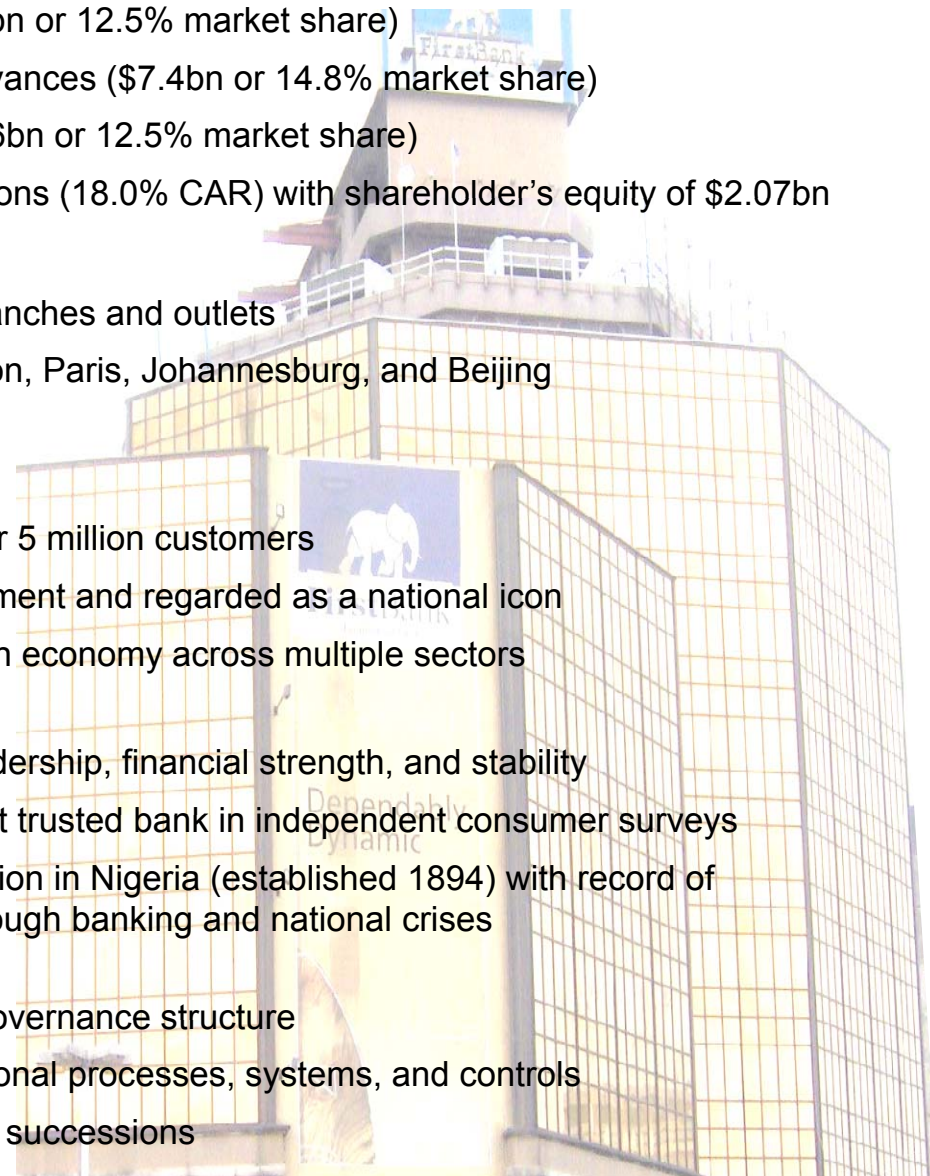 on or 12.5% market share)
FirstBank
vances ($7.4bn or 14.8% market share)
6bn or 12.5% market share)
ons (18.0% CAR) with shareholder’s equity of $2.07bn
anches and outlets
on, Paris, Johannesburg, and Beijing
r 5 million customers
ment and regarded as a national icon
FirstBank
n economy across multiple sectors
dership, financial strength, and stability
Dependably
t trusted bank in independent consumer surveys
Dynamic
ion in Nigeria (established 1894) with record of
ough banking and national crises
overnance structure
onal processes, systems, and controls
successions